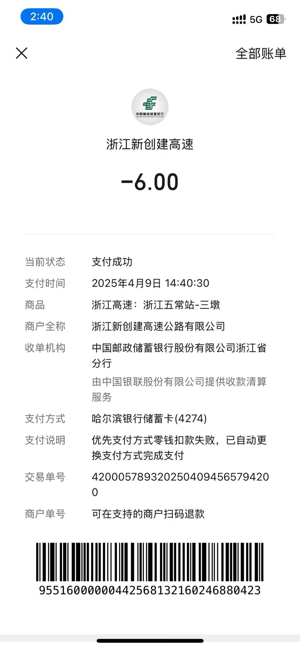 2:40
5G 68
全部账单
中国邮政储蓄银行
浙江新创建高速
-6.00
当前状态 支付成功
支付时间 2025年4月9日 14:40:30
商品 浙江高速：浙江五常站-三墩
商户全称 浙江新创建高速公路有限公司
收单机构 中国邮政储蓄银行股份有限公司浙江省
分行
由中国银联股份有限公司提供收款清算
服务
支付方式 哈尔滨银行储蓄卡(4274)
支付说明 优先支付方式零钱扣款失败，已自动更
换支付方式完成支付
交易单号 420005789320250409456579420
0
商户单号 可在支持的商户扫码退款
955160000004425681321602468804​23